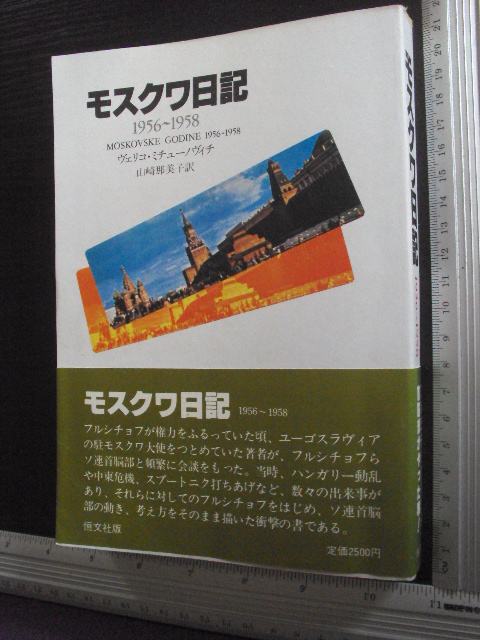 モスクワ日記
1956~1958
MOSKOVSKE GODINE 1956-1958
ヴェリコ・ミチューノヴィチ
山崎那美子訳
モスクワ日記 1956~1958
フルシチョフが権力をふるっていた頃、ユーゴスラヴィア
の駐モスクワ大使をつとめていた著者が、フルシチョフら
ソ連首脳部と頻繁に会談をもつた。当時、ハンガリー動乱
や中東危機、スプートニク打ちあげなど、数々の出来事が
あり、それらに対してのフルシチョフをはじめ、ソ連首脳
部の動き、考え方をそのまま描いた衝撃の書である。
恒文社版
定価2500円